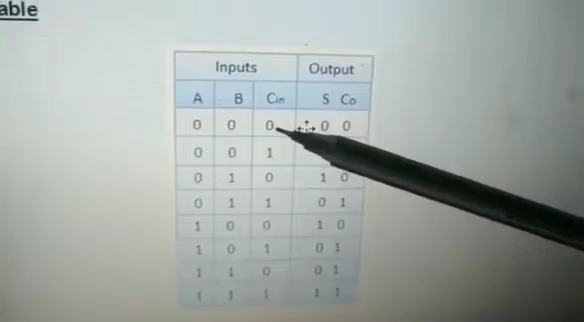 able
Inputs Output
A B Cin S Co
0 0 0 0 0
0 0 1
0 1 0 1 0
0 1 1 0 1
1 0 0 1 0
1 0 1 0 1
1 1 0 0 1
1 1 1 1 1